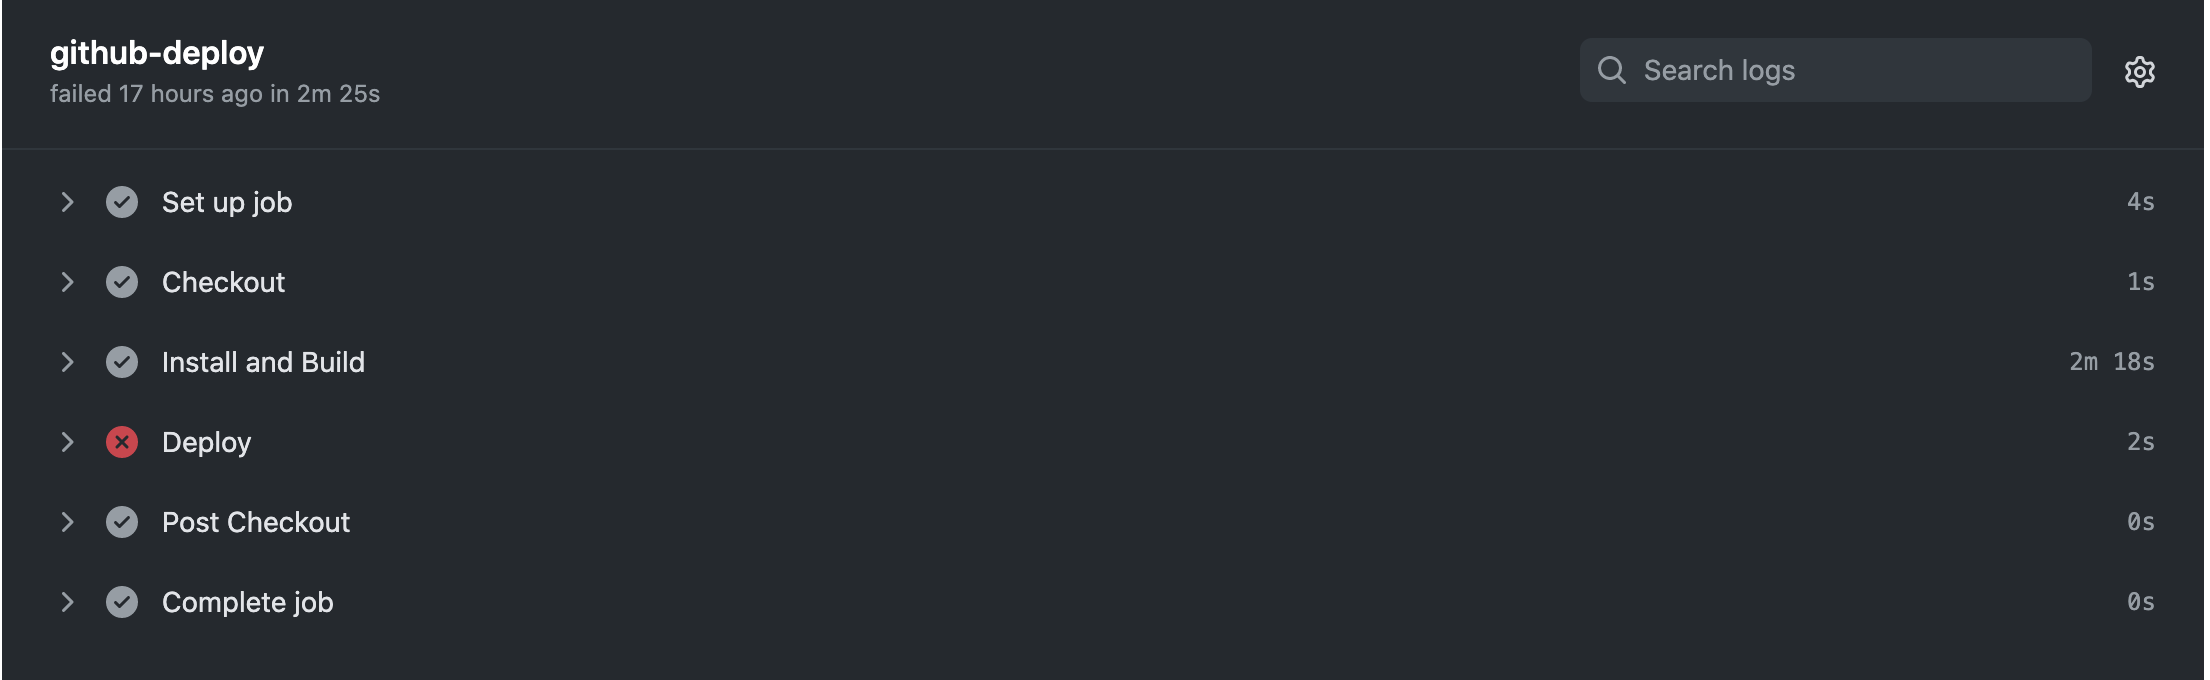 github-deploy
failed 17 hours ago in 2m 25s
Search logs
Set up job 4s
Checkout 1s
Install and Build 2m 18s
Deploy 2s
Post Checkout 0s
Complete job 0s